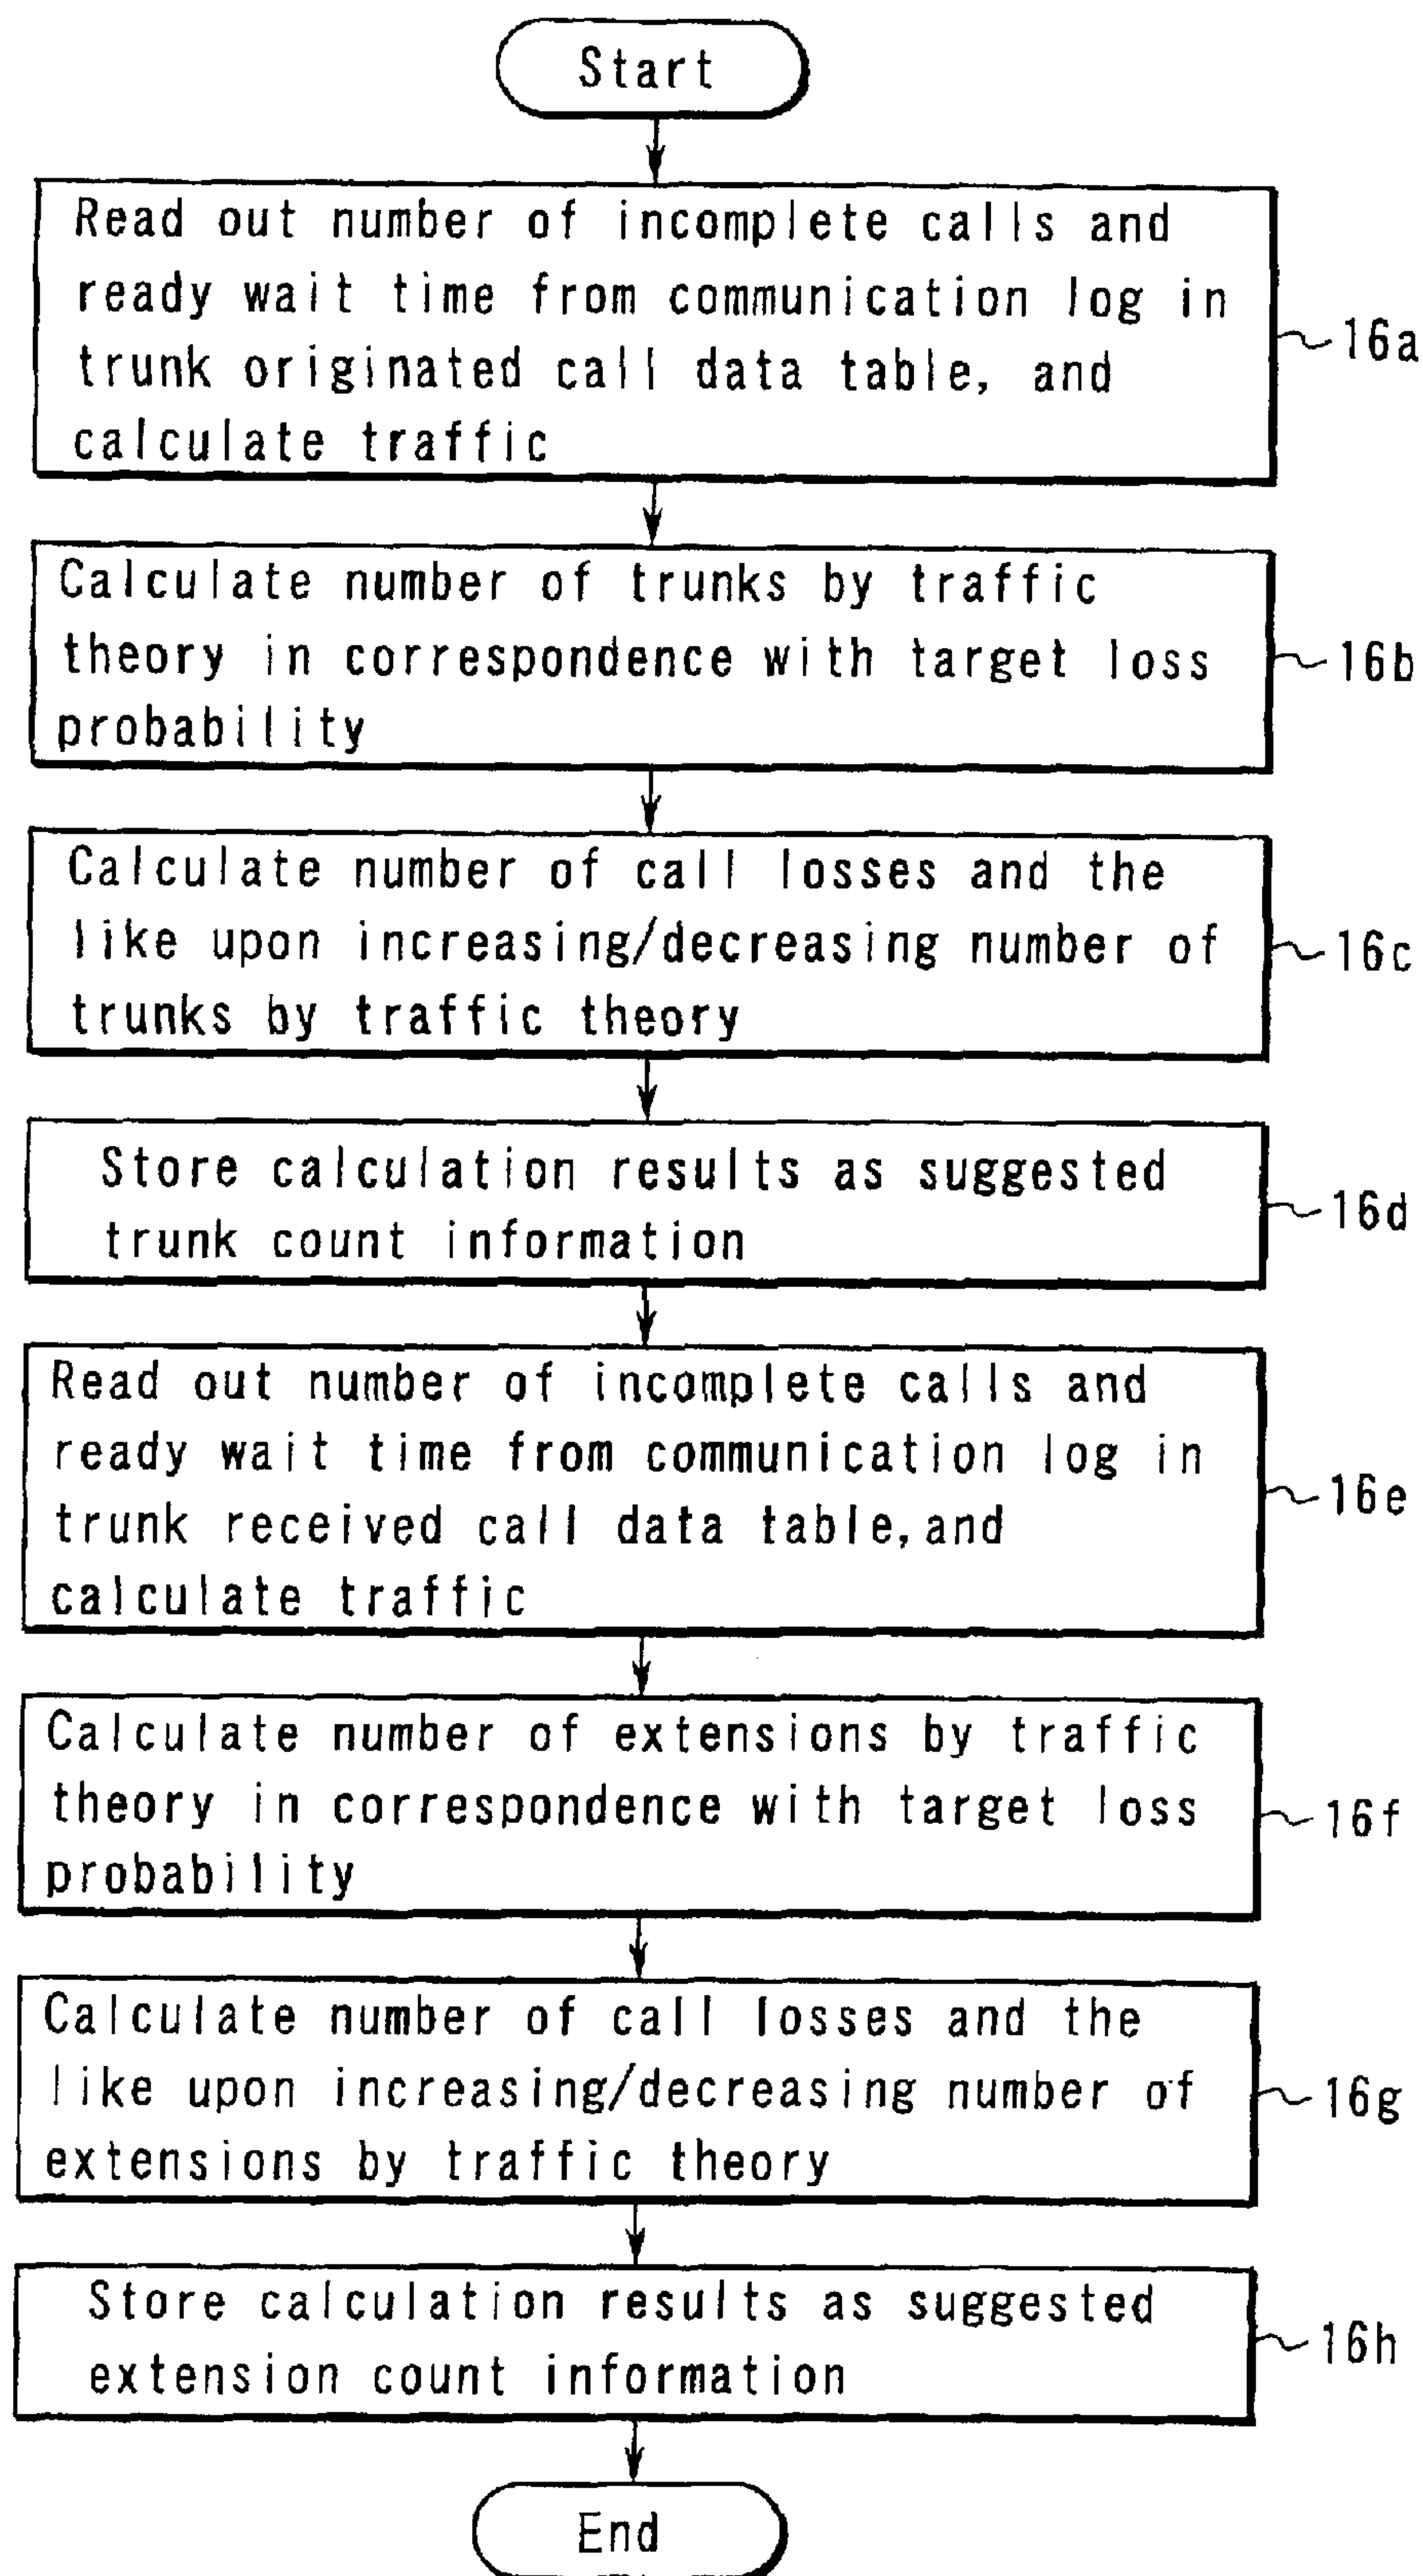 Start
Read out number of incomplete calls and
ready wait time from communication log in
trunk originated call data table, and
calculate traffic
16a
Calculate number of trunks by traffic
theory in correspondence with target loss
probability
16b
Calculate number of call losses and the
like upon increasing/decreasing number of
trunks by traffic theory
16c
Store calculation results as suggested
trunk count information
16d
Read out number of incomplete calls and
ready wait time from communication log in
trunk received call data table,and
calculate traffic
16e
Calculate number of extensions by traffic
theory in correspondence with target loss
probability
16f
Calculate number of call losses and the
like upon increasing/decreasing number of
extensions by traffic theory
16g
Store calculation results as suggested
extension count information
16h
End